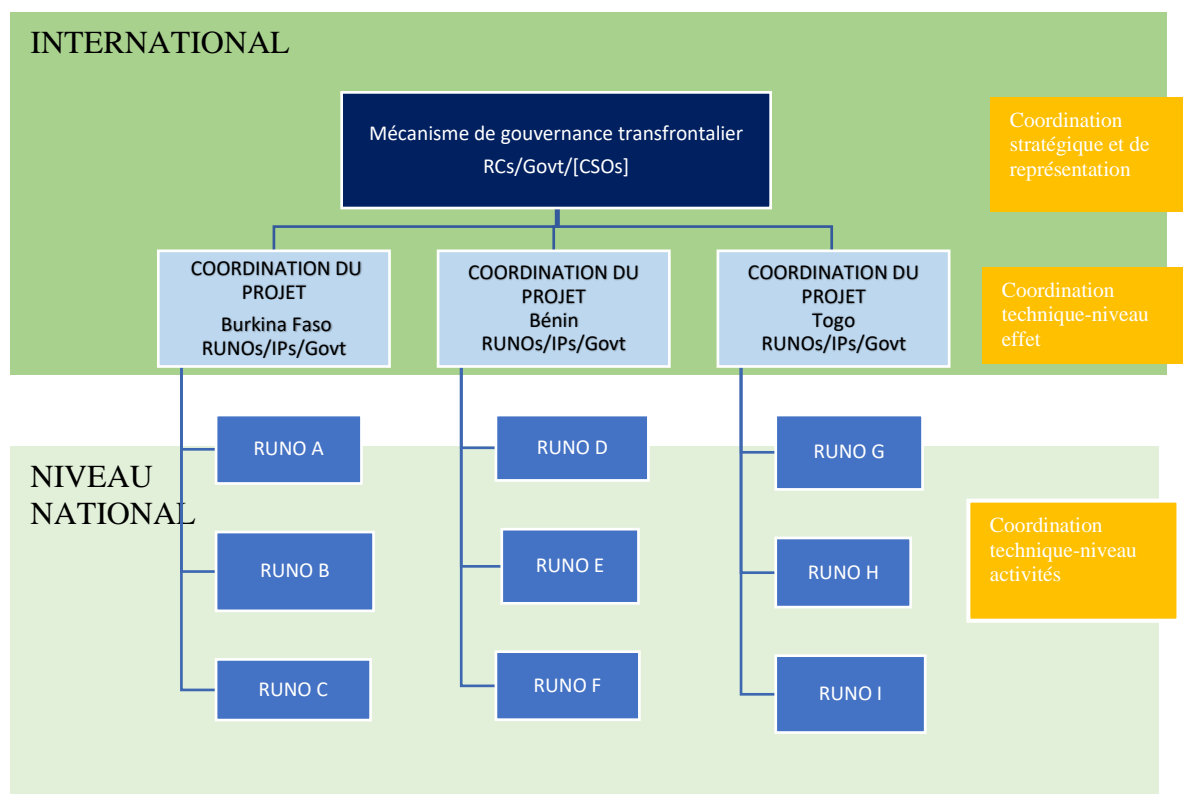 INTERNATIONAL
Mécanisme de gouvernance transfrontalier
RCs/Govt/[CSOs]
Coordination
stratégique et de
représentation
COORDINATION DU
PROJET
Burkina Faso
RUNOs/IPs/Govt
COORDINATION DU
PROJET
Bénin
RUNOs/IPs/Govt
COORDINATION DU
PROJET
Togo
RUNOs/IPs/Govt
Coordination
technique-niveau
effet
NIVEAU
NATIONAL
RUNO A
RUNO D
RUNO G
RUNO B
RUNO E
RUNO H
Coordination
technique-niveau
activités
RUNO C
RUNO F
RUNO I